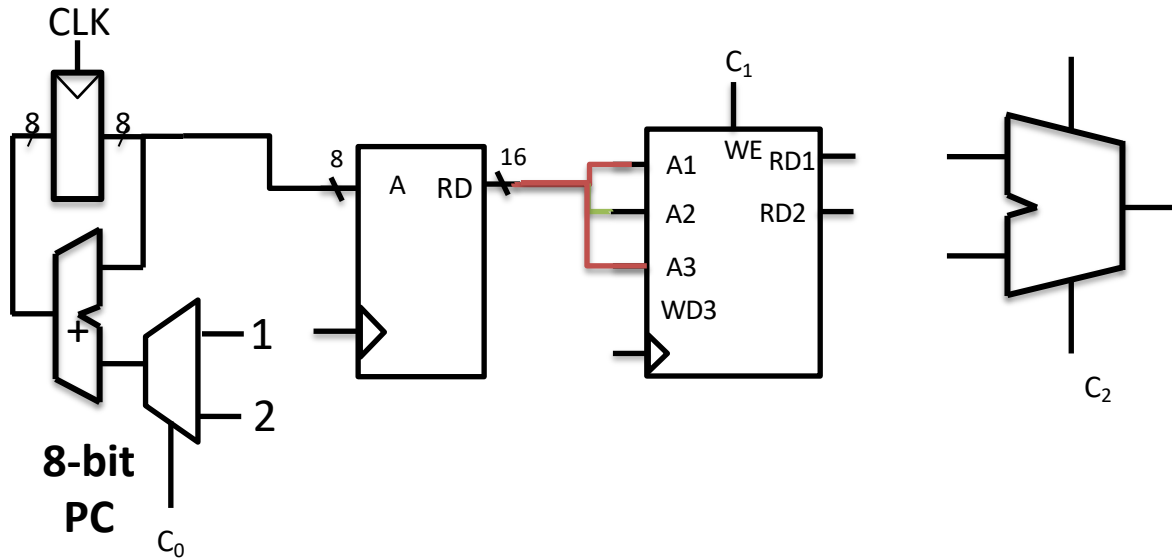 CLK
8
8
+
1
2
8-bit
PC
C₀
8
A
RD
16
C₁
WE
A1
RD1
A2
RD2
A3
WD3
C₂